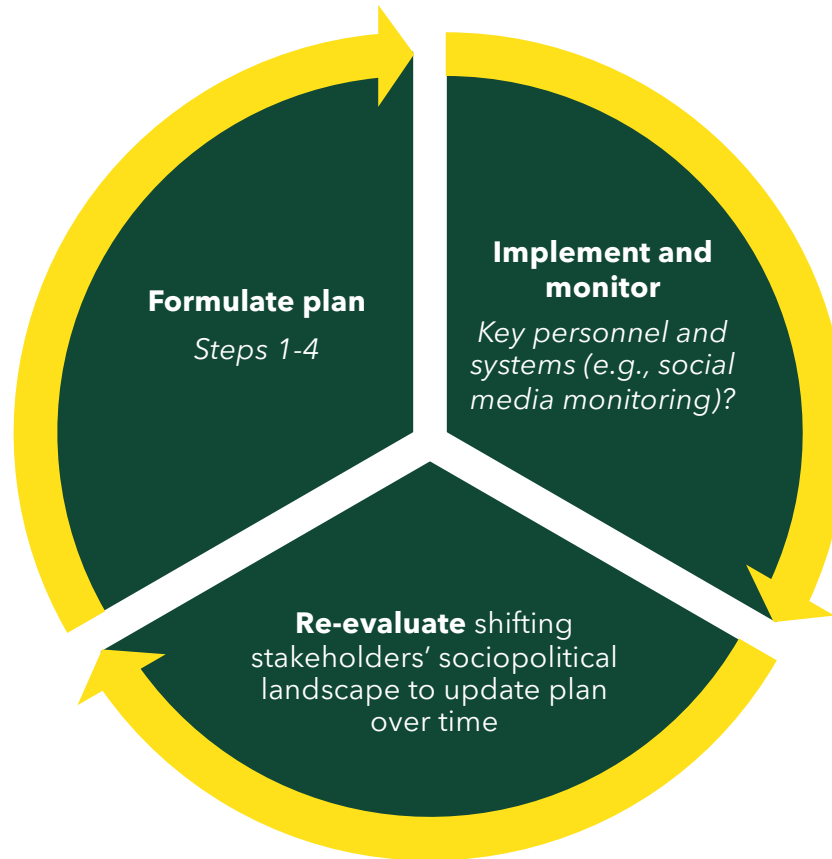 Formulate plan
Steps 1-4
Implement and
monitor
Key personnel and
systems (e.g., social
media monitoring)?
Re-evaluate shifting
stakeholders’ sociopolitical
landscape to update plan
over time